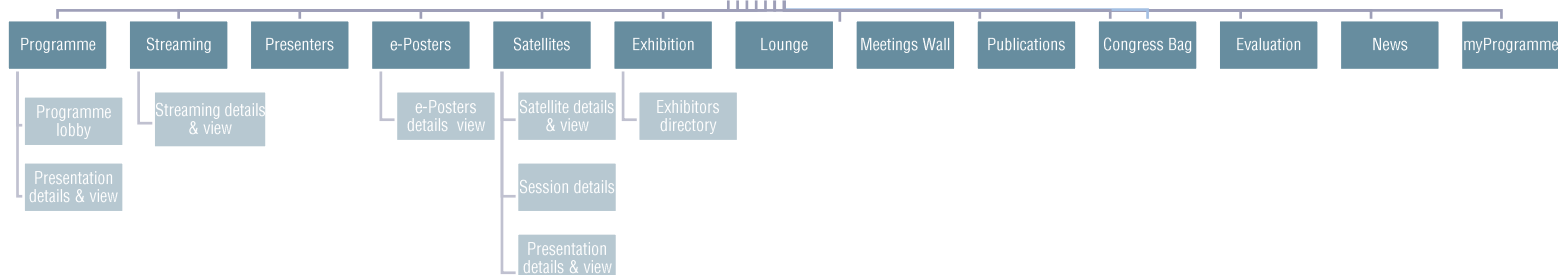 Programme
Streaming
Presenters
e-Posters
Satellites
Exhibition
Lounge
Meetings Wall
Publications
Congress Bag
Evaluation
News
myProgramme
Programme
lobby
Presentation
details & view
Streaming details
& view
e-Posters
details view
Satellite details
& view
Session details
Presentation
details & view
Exhibitors
directory